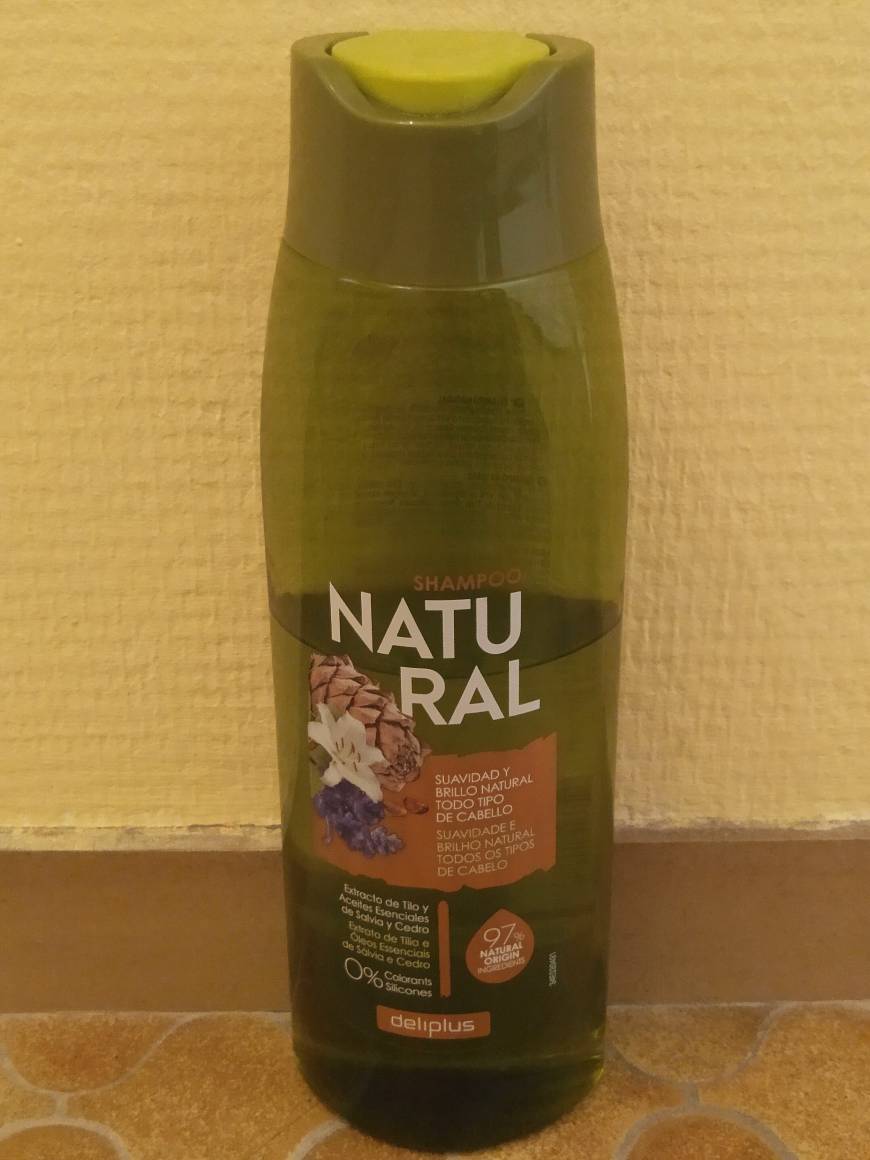 SHAMPOO
NATU
RAL
SUAVIDAD Y
BRILLO NATURAL
TODO TIPO
DE CABELLO
SUAVIDADE E
BRILHO NATURAL
TODOS OS TIPOS
DE CABELO
Extracto de Tilo y
Aceites Esenciales
de Salvia y Cedro
Extrato de Tília e
Óleos Essenciais
de Sálvia e Cedro
0% Colorants
Silicones
97%
NATURAL
ORIGIN
INGREDIENTS
deliplus